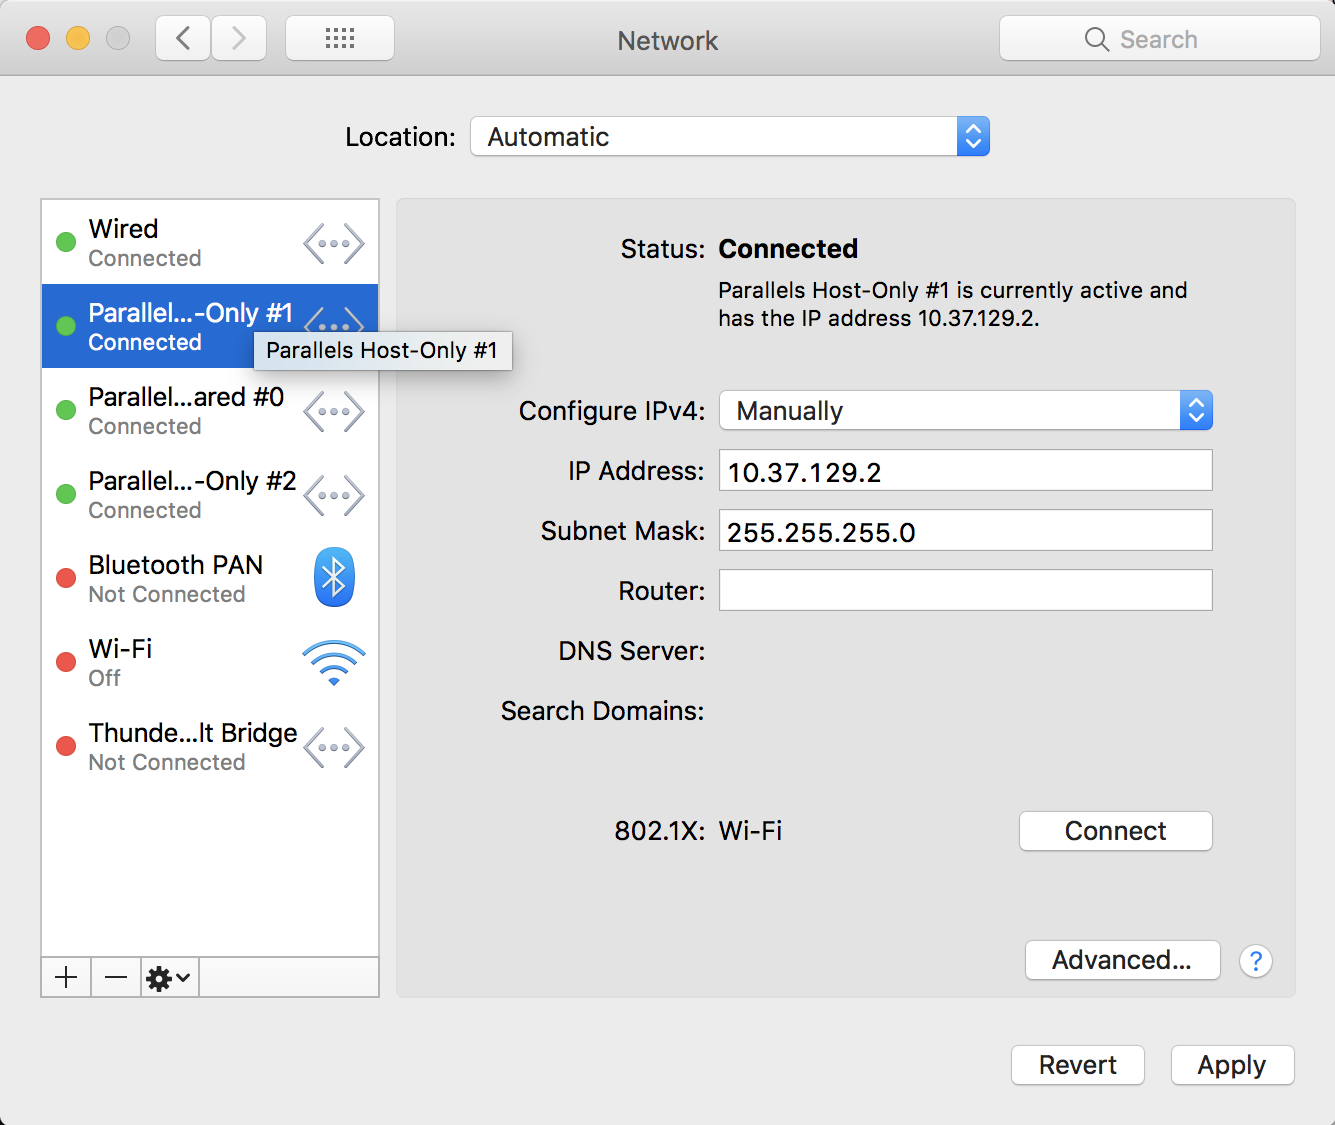 Network
Search
Location: Automatic
Wired
Connected
Parallel...-Only #1
Connected
Parallels Host-Only #1
Parallel...ared #0
Connected
Parallel...-Only #2
Connected
Bluetooth PAN
Not Connected
Wi-Fi
Off
Thunde...lt Bridge
Not Connected
Status: Connected
Parallels Host-Only #1 is currently active and
has the IP address 10.37.129.2.
Configure IPv4: Manually
IP Address: 10.37.129.2
Subnet Mask: 255.255.255.0
Router:
DNS Server:
Search Domains:
802.1X: Wi-Fi Connect
Advanced... ?
Revert Apply